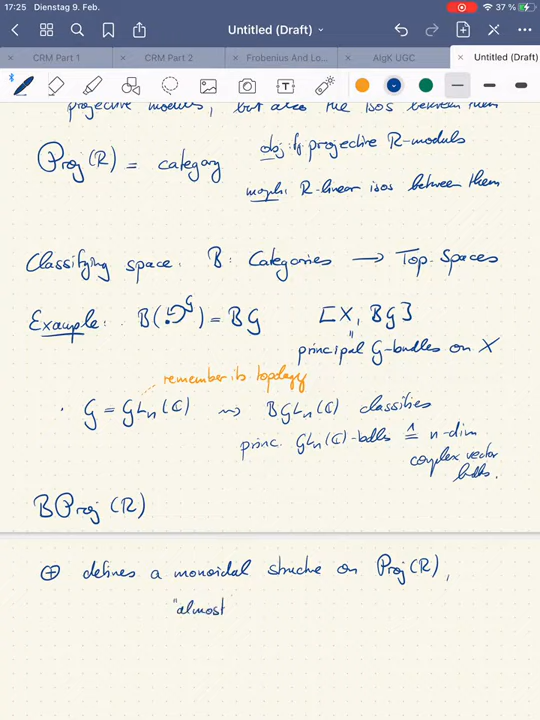 17:25 Dienstag 9. Feb. 37 %
Untitled (Draft)
CRM Part 1 CRM Part 2 Frobenius And Lo... AlgK UGC Untitled (Draft)
projective modules, but also the isos between them
Proj(R) = category obj: projective R-moduls
morph: R-linear isos between them
Classifying space: B: Categories → Top. Spaces
Example: B( G) = BG [X, BG]
principal G-bundles on X
remember its topology
· G = GLn(C) ⇝ BGLn(C) classifies
princ. GLn(C)-bdls ≙ n-dim
complex vector
bdls.
BProj(R)
⊕ defines a monoidal structure on Proj(R),
"almost